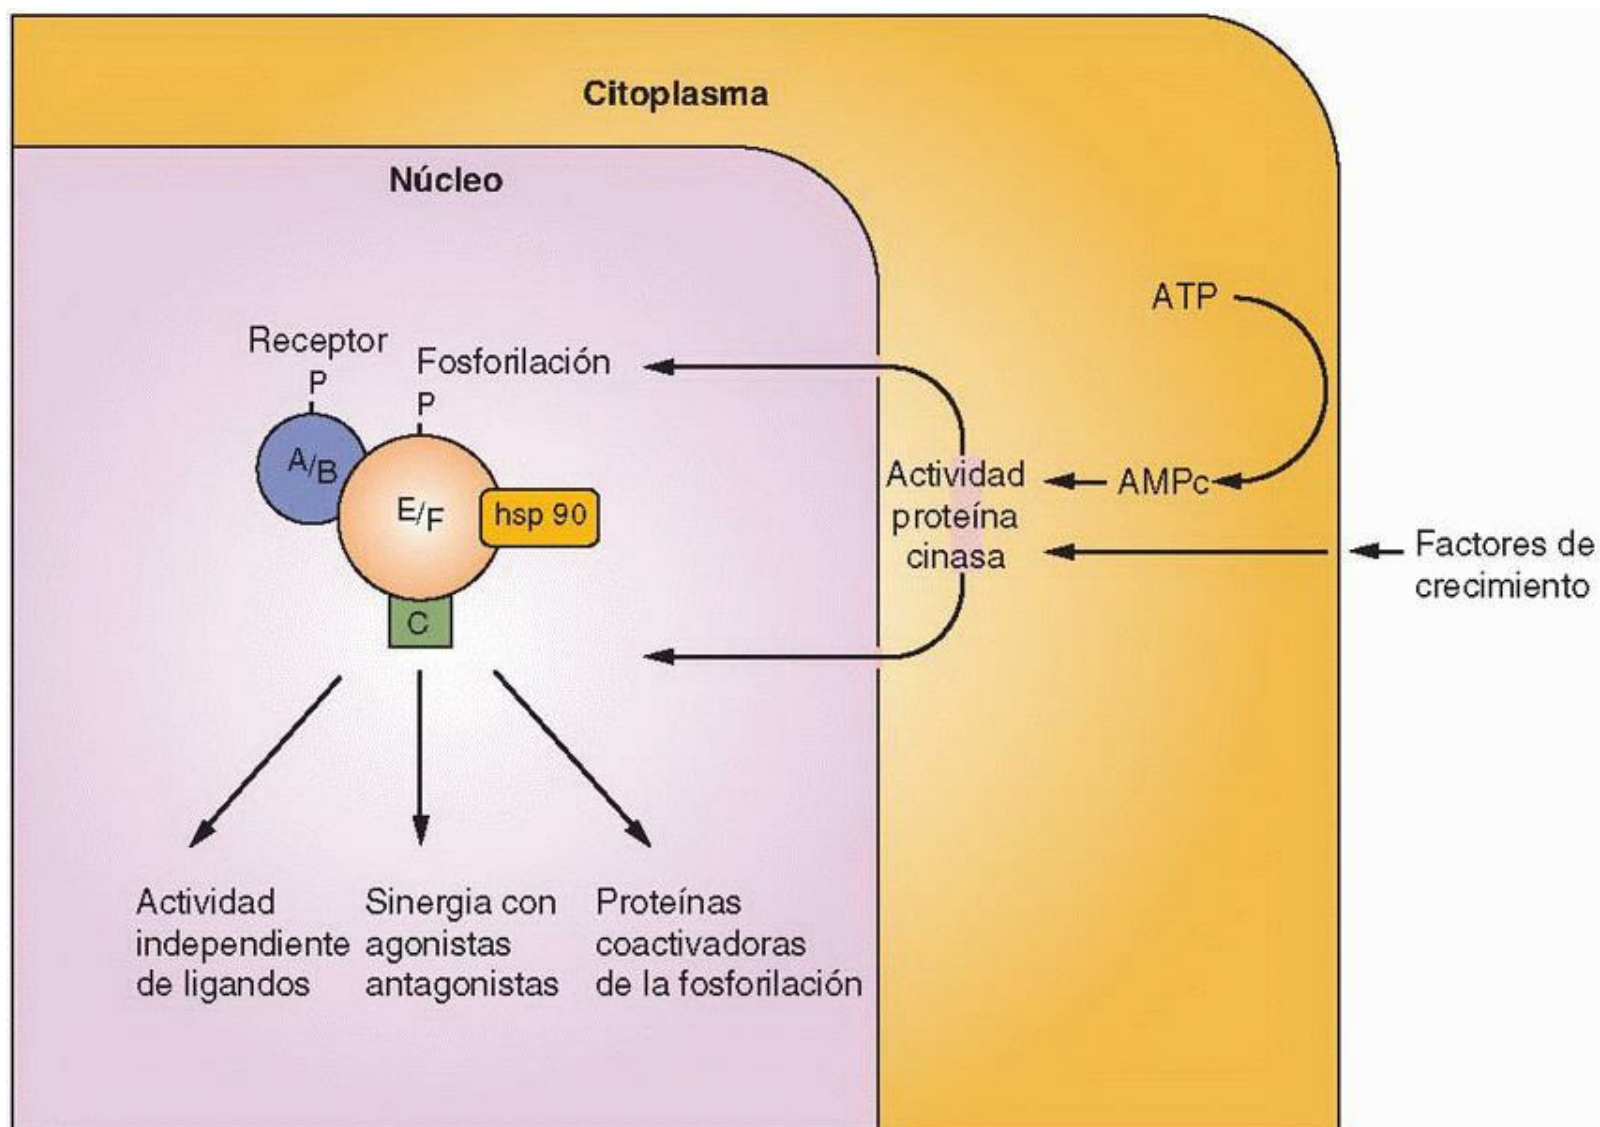 Citoplasma
Núcleo
ATP
Receptor
Fosforilación
P
P
A/B
E/F
hsp 90
C
Actividad
proteína
cinasa
AMPc
Factores de
crecimiento
Actividad
independiente
de ligandos
Sinergia con
agonistas
antagonistas
Proteínas
coactivadoras
de la fosforilación